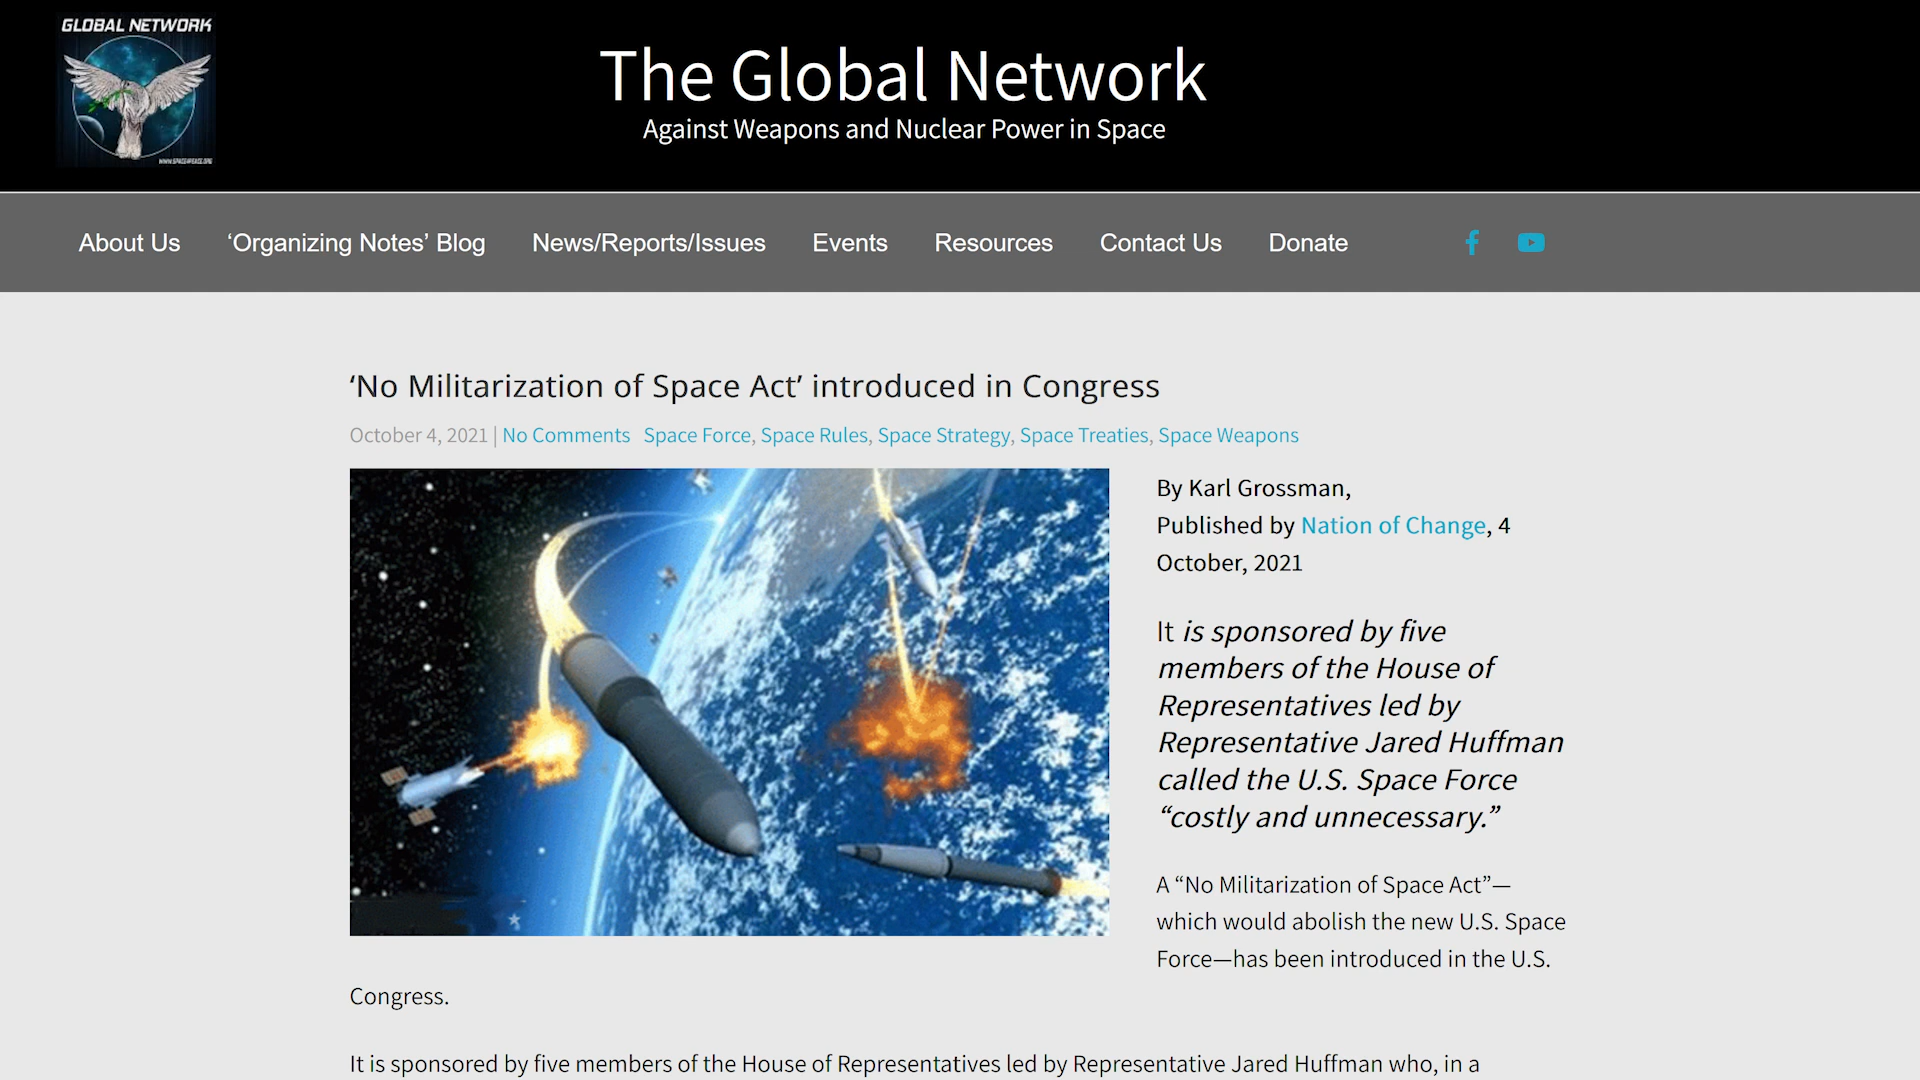 GLOBAL NETWORK
WWW.SPACE4PEACE.ORG
The Global Network
Against Weapons and Nuclear Power in Space
About Us ‘Organizing Notes’ Blog News/Reports/Issues Events Resources Contact Us Donate
‘No Militarization of Space Act’ introduced in Congress
October 4, 2021 | No Comments Space Force, Space Rules, Space Strategy, Space Treaties, Space Weapons
By Karl Grossman,
Published by Nation of Change, 4
October, 2021
It is sponsored by five
members of the House of
Representatives led by
Representative Jared Huffman
called the U.S. Space Force
“costly and unnecessary.”
A “No Militarization of Space Act”—
which would abolish the new U.S. Space
Force—has been introduced in the U.S.
Congress.
It is sponsored by five members of the House of Representatives led by Representative Jared Huffman who, in a